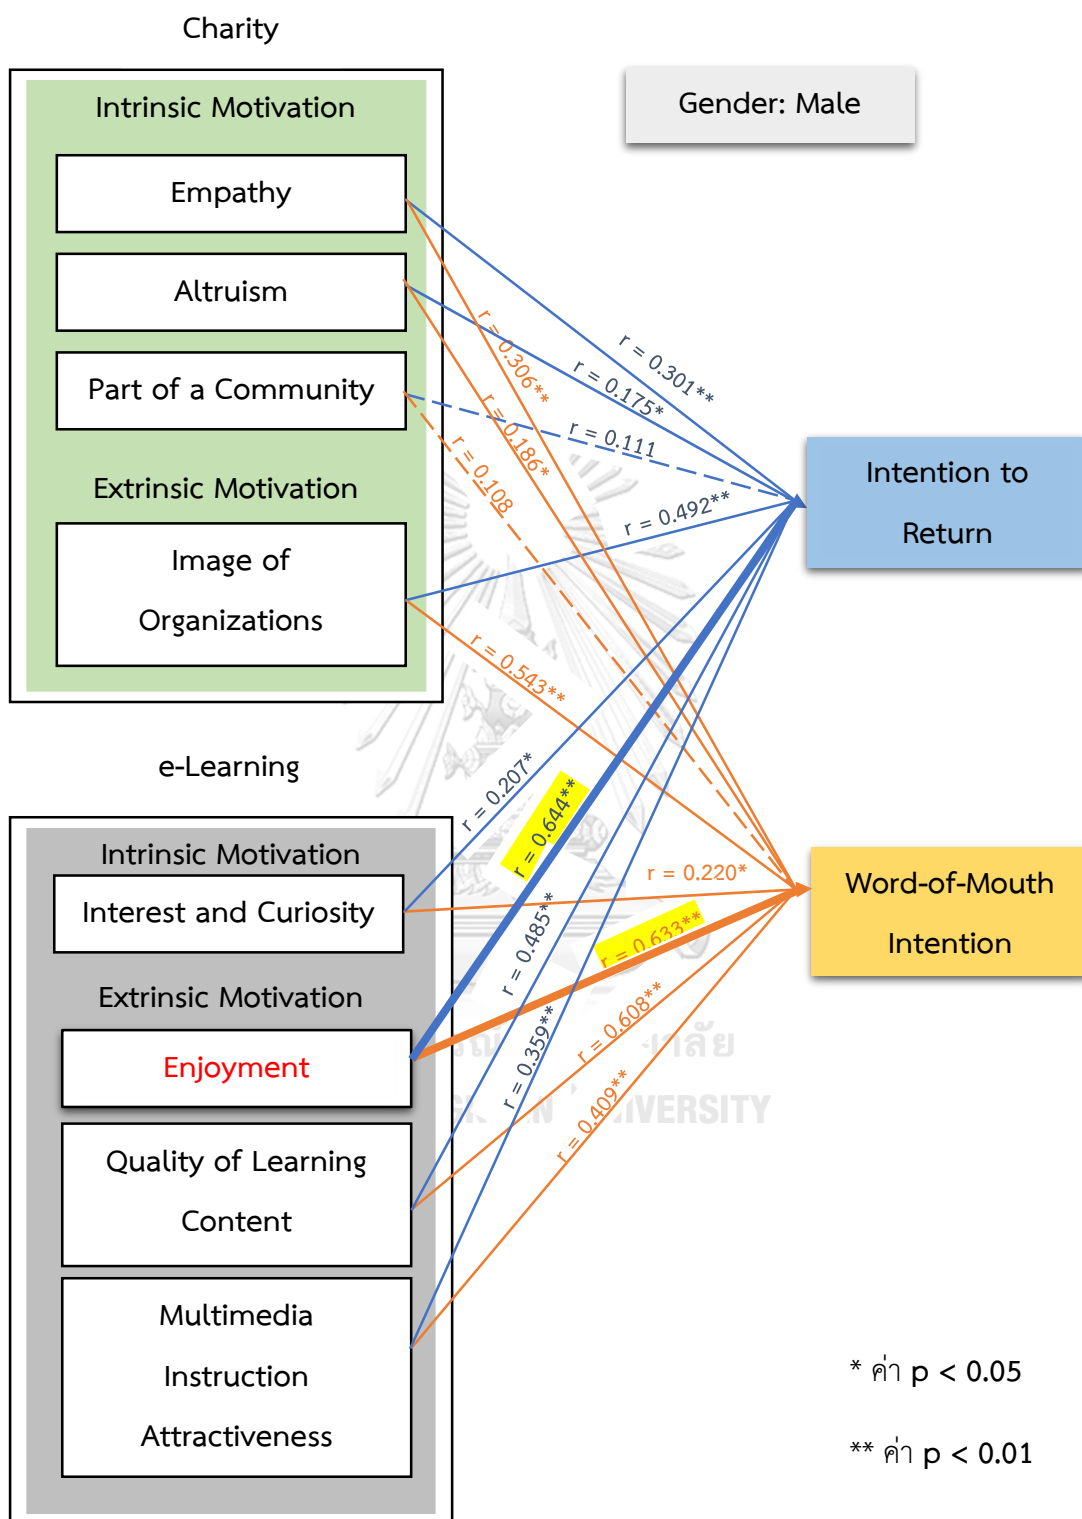 Charity
Gender: Male
Intrinsic Motivation
Empathy
Altruism
Part of a Community
Extrinsic Motivation
Image of
Organizations
r = 0.301**
r = 0.306**
r = 0.175*
r = 0.186*
r = 0.111
r = 0.108
r = 0.492**
r = 0.543**
Intention to
Return
e-Learning
Intrinsic Motivation
Interest and Curiosity
Extrinsic Motivation
Enjoyment
Quality of Learning
Content
Multimedia
Instruction
Attractiveness
r = 0.207*
r = 0.644**
r = 0.220*
r = 0.485**
r = 0.633**
r = 0.608**
r = 0.359**
r = 0.409**
Word-of-Mouth
Intention
UNIVERSITY
* ค่า p < 0.05
** ค่า p < 0.01